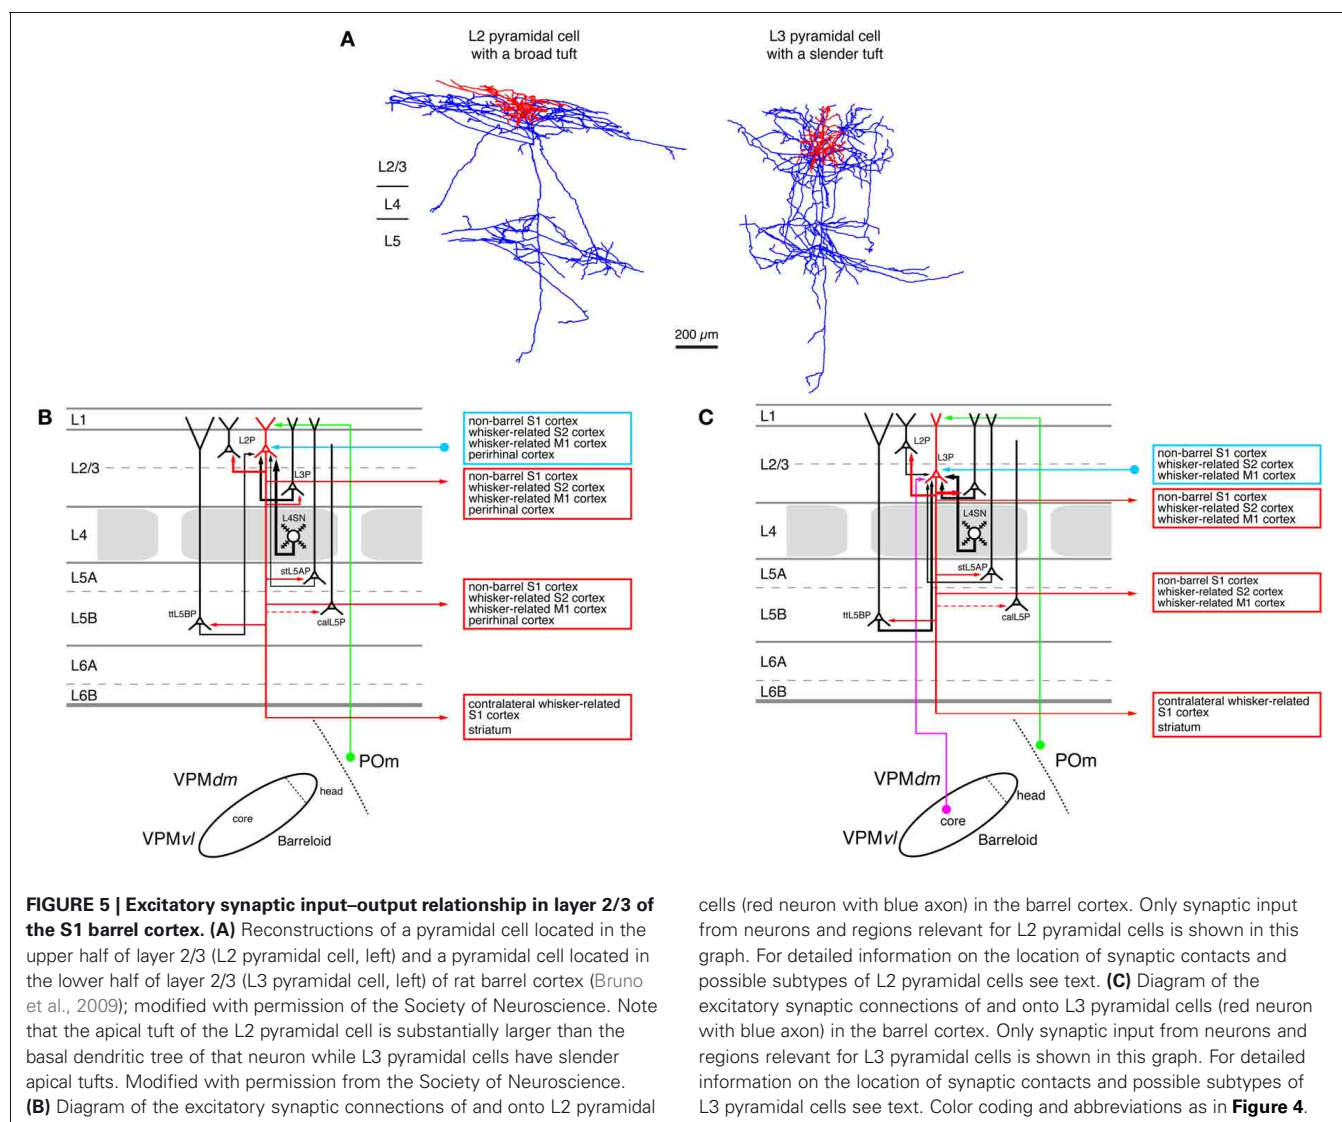 A
L2 pyramidal cell
with a broad tuft
L3 pyramidal cell
with a slender tuft
L2/3
L4
L5
200 µm
B
L1
L2/3
L4
L5A
L5B
L6A
L6B
L2P
L3P
L4SN
stL5AP
ttL5BP
calL5P
non-barrel S1 cortex
whisker-related S2 cortex
whisker-related M1 cortex
perirhinal cortex
non-barrel S1 cortex
whisker-related S2 cortex
whisker-related M1 cortex
perirhinal cortex
non-barrel S1 cortex
whisker-related S2 cortex
whisker-related M1 cortex
perirhinal cortex
contralateral whisker-related
S1 cortex
striatum
POm
VPMdm
head
core
VPMvl
Barreloid
C
L1
L2/3
L4
L5A
L5B
L6A
L6B
L2P
L3P
L4SN
stL5AP
ttL5BP
calL5P
non-barrel S1 cortex
whisker-related S2 cortex
whisker-related M1 cortex
non-barrel S1 cortex
whisker-related S2 cortex
whisker-related M1 cortex
non-barrel S1 cortex
whisker-related S2 cortex
whisker-related M1 cortex
contralateral whisker-related
S1 cortex
striatum
POm
VPMdm
head
core
VPMvl
Barreloid
FIGURE 5 | Excitatory synaptic input–output relationship in layer 2/3 of
the S1 barrel cortex. (A) Reconstructions of a pyramidal cell located in the
upper half of layer 2/3 (L2 pyramidal cell, left) and a pyramidal cell located in
the lower half of layer 2/3 (L3 pyramidal cell, left) of rat barrel cortex (Bruno
et al., 2009); modified with permission of the Society of Neuroscience. Note
that the apical tuft of the L2 pyramidal cell is substantially larger than the
basal dendritic tree of that neuron while L3 pyramidal cells have slender
apical tufts. Modified with permission from the Society of Neuroscience.
(B) Diagram of the excitatory synaptic connections of and onto L2 pyramidal
cells (red neuron with blue axon) in the barrel cortex. Only synaptic input
from neurons and regions relevant for L2 pyramidal cells is shown in this
graph. For detailed information on the location of synaptic contacts and
possible subtypes of L2 pyramidal cells see text. (C) Diagram of the
excitatory synaptic connections of and onto L3 pyramidal cells (red neuron
with blue axon) in the barrel cortex. Only synaptic input from neurons and
regions relevant for L3 pyramidal cells is shown in this graph. For detailed
information on the location of synaptic contacts and possible subtypes of
L3 pyramidal cells see text. Color coding and abbreviations as in Figure 4.